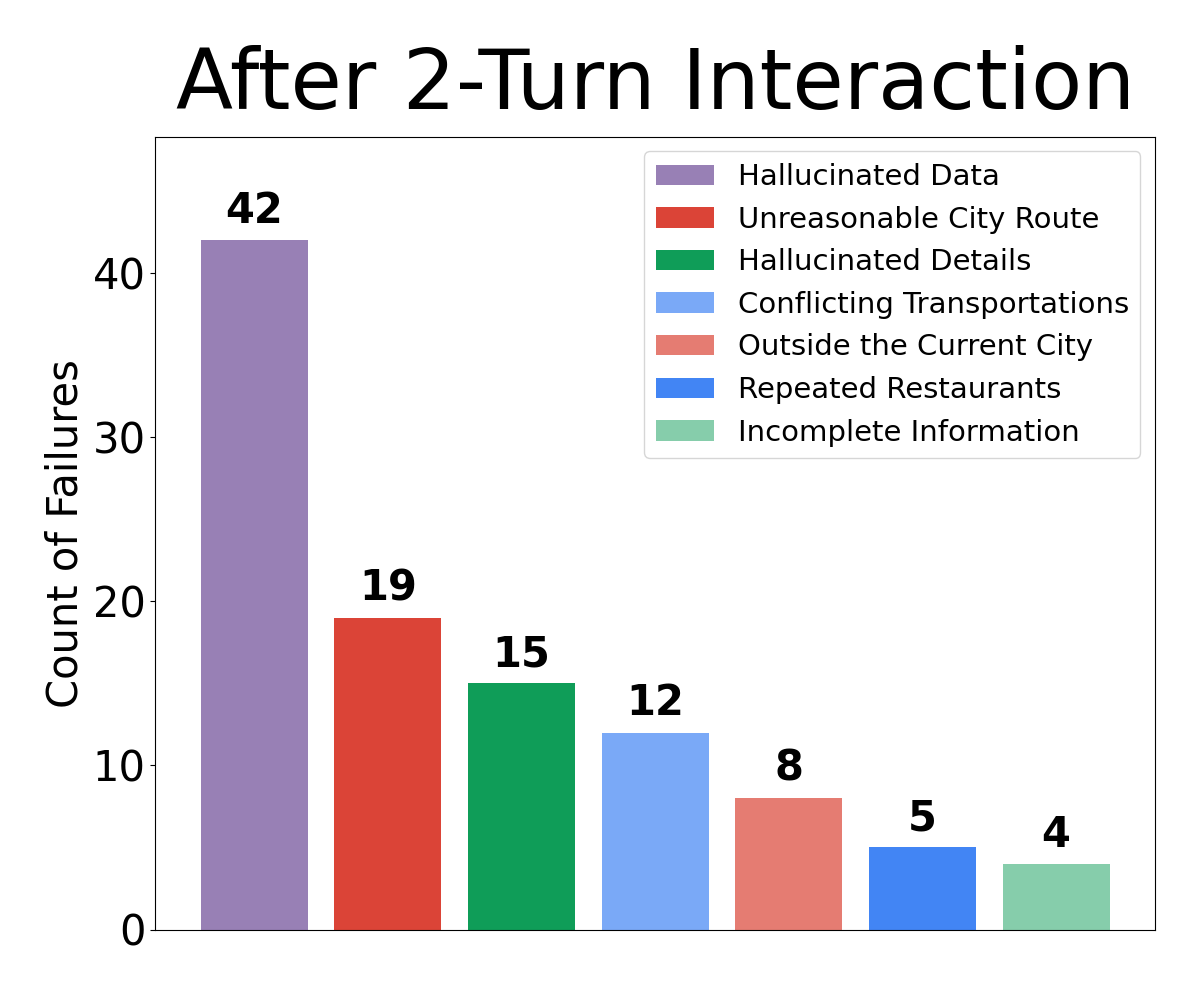 After 2-Turn Interaction
Hallucinated Data
Unreasonable City Route
Hallucinated Details
Conflicting Transportations
Outside the Current City
Repeated Restaurants
Incomplete Information
Count of Failures
40
30
20
10
0
42
19
15
12
8
5
4